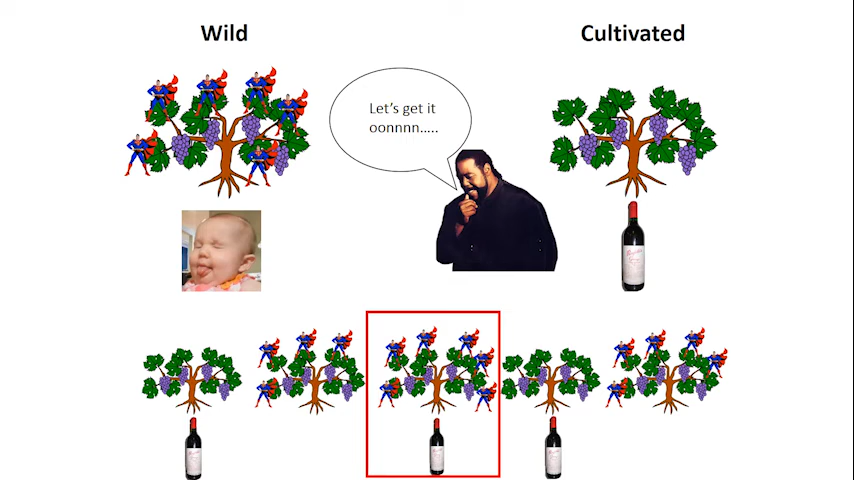 Wild
Cultivated
Let's get it
oonnnn.....